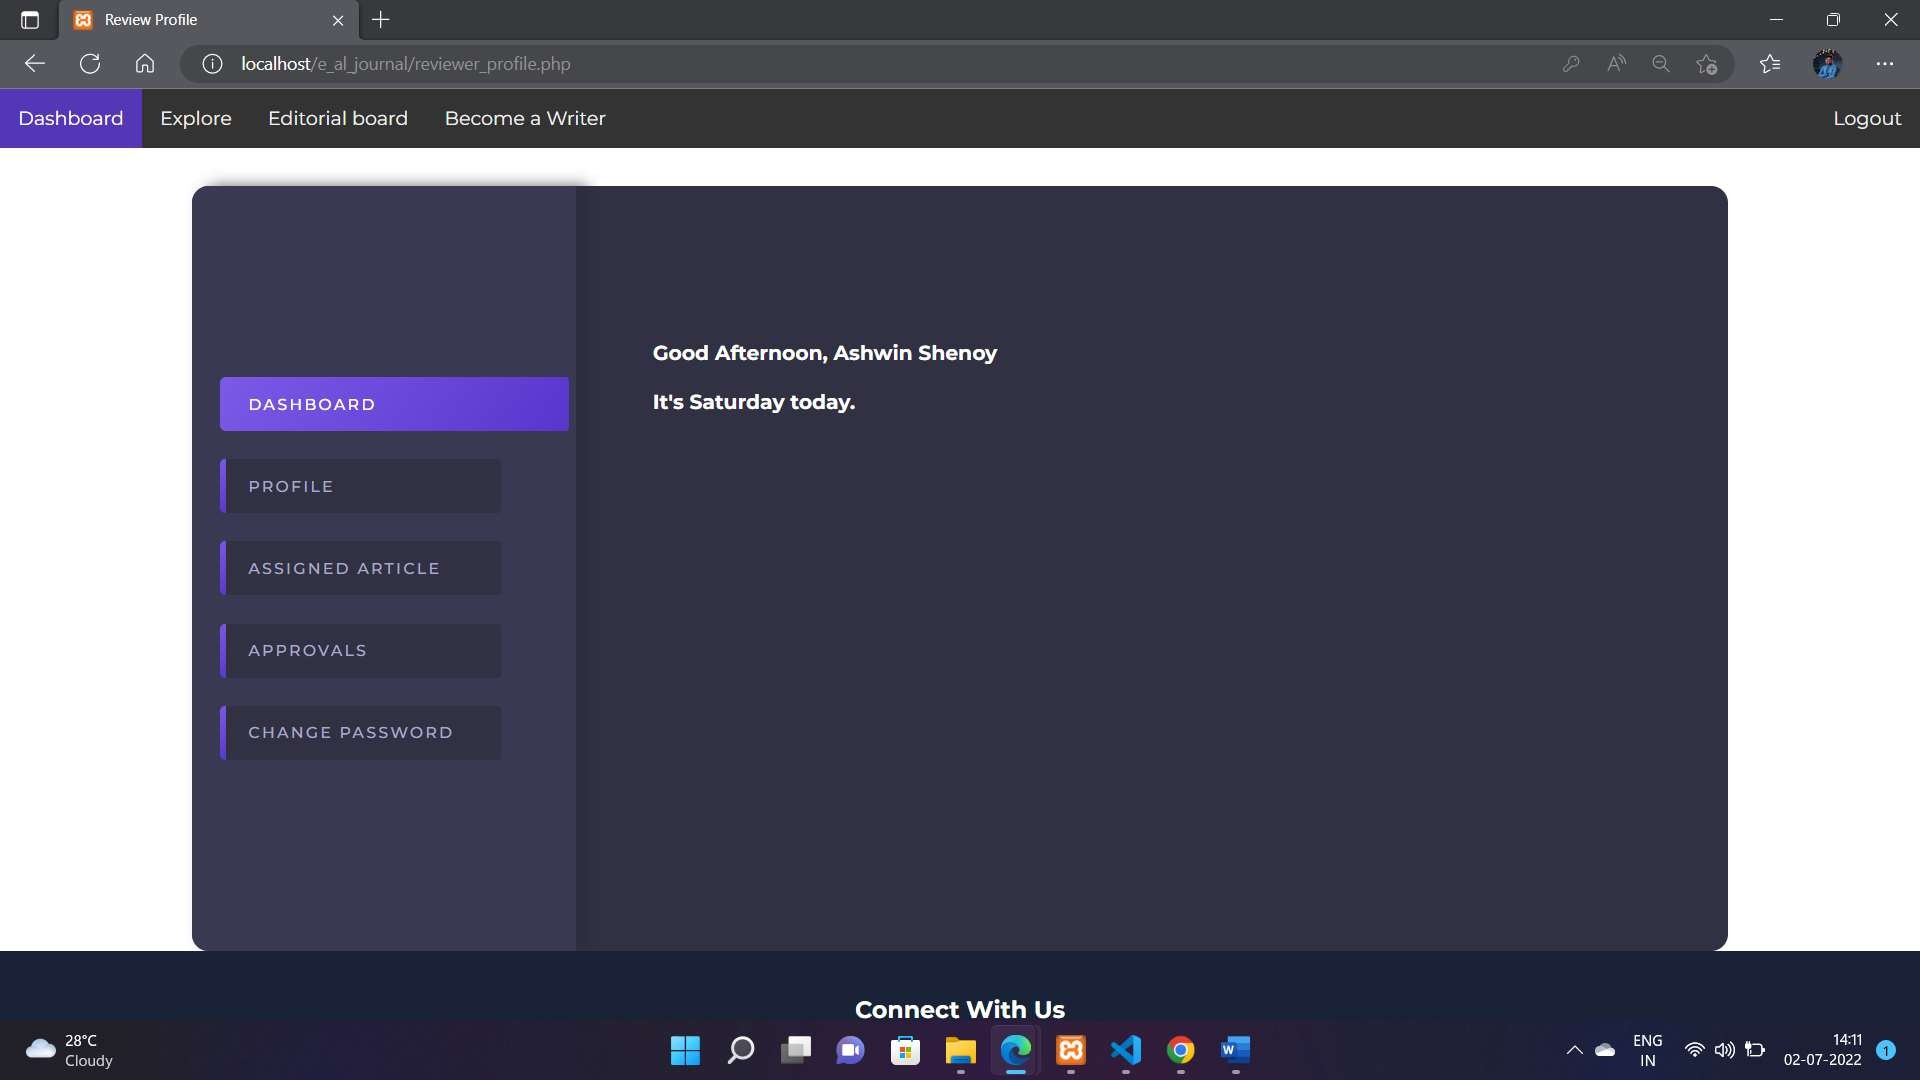 Review Profile
localhost/e_al_journal/reviewer_profile.php
Dashboard Explore Editorial board Become a Writer Logout
Good Afternoon, Ashwin Shenoy
It's Saturday today.
DASHBOARD
PROFILE
ASSIGNED ARTICLE
APPROVALS
CHANGE PASSWORD
Connect With Us
28°C
Cloudy
ENG
IN
14:11
02-07-2022
1